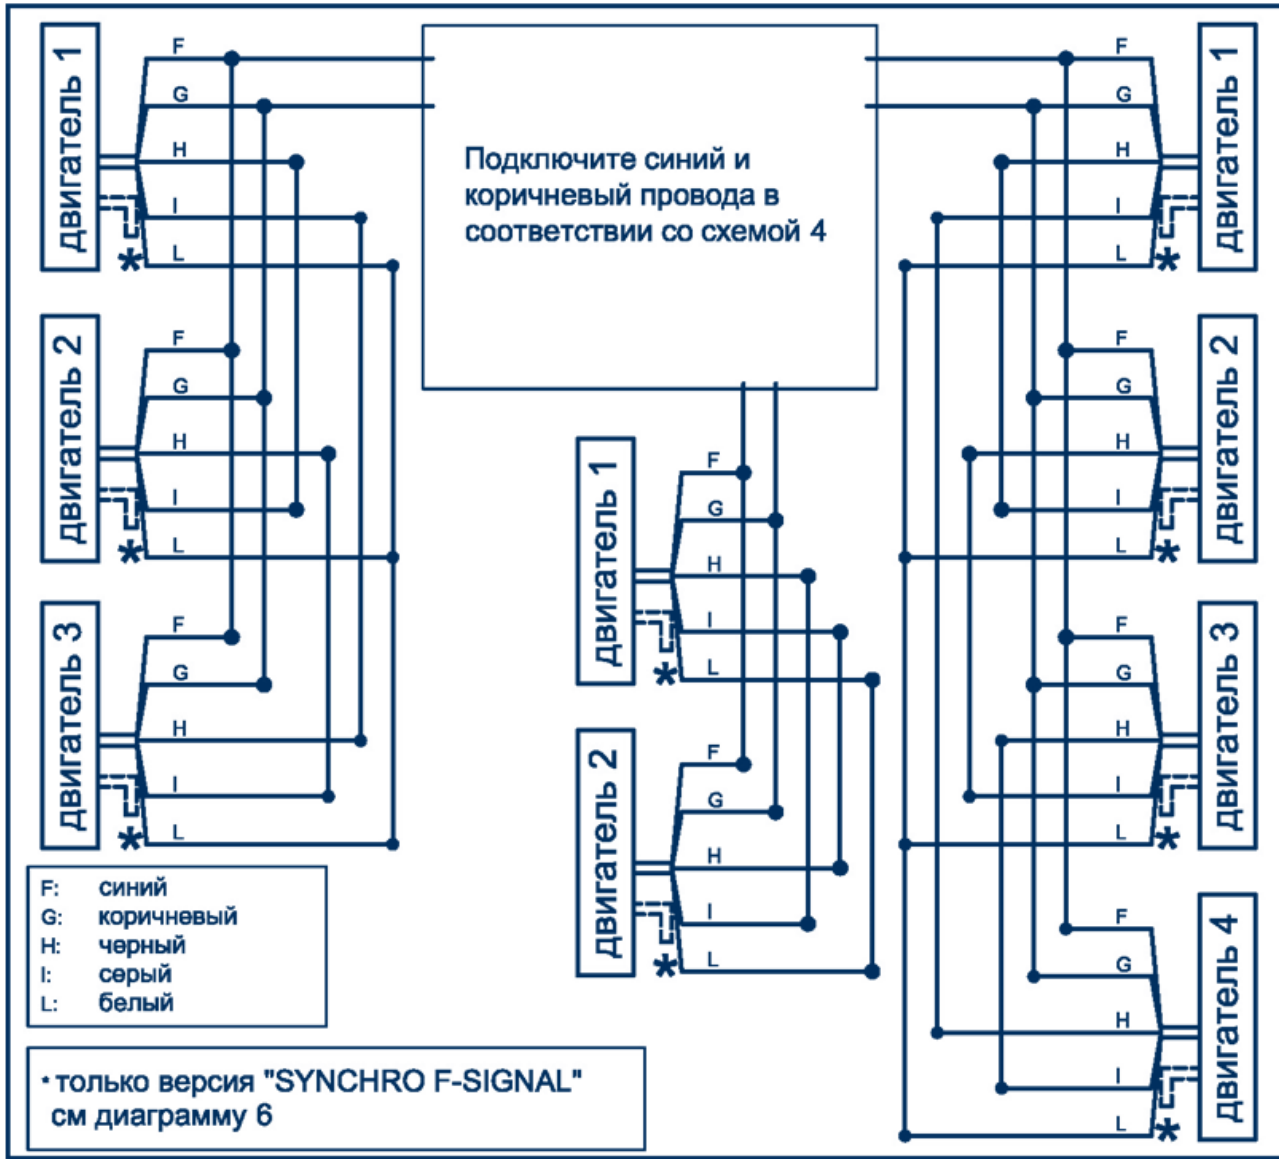 двигатель 1
F
G
H
I
L
*
двигатель 2
F
G
H
I
L
*
двигатель 3
F
G
H
I
L
*
Подключите синий и
коричневый провода в
соответствии со схемой 4
двигатель 1
F
G
H
I
L
*
двигатель 2
F
G
H
I
L
*
двигатель 1
F
G
H
I
L
*
двигатель 2
F
G
H
I
L
*
двигатель 3
F
G
H
I
L
*
двигатель 4
F
G
H
I
L
*
F: синий
G: коричневый
H: черный
I: серый
L: белый
* только версия "SYNCHRO F-SIGNAL"
см диаграмму 6